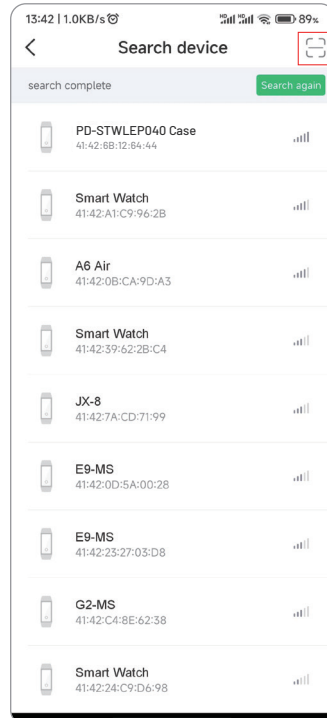 13:42 | 1.0KB/s 89%
Search device
search complete
Search again
PD-STWLEP040 Case
41:42:6B:12:64:44
Smart Watch
41:42:A1:C9:96:2B
A6 Air
41:42:0B:CA:9D:A3
Smart Watch
41:42:39:62:2B:C4
JX-8
41:42:7A:CD:71:99
E9-MS
41:42:0D:5A:00:28
E9-MS
41:42:23:27:03:D8
G2-MS
41:42:C4:8E:62:38
Smart Watch
41:42:24:C9:D6:98